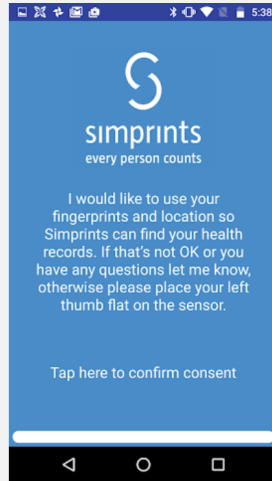 5:38
simprints
every person counts
I would like to use your
fingerprints and location so
Simprints can find your health
records. If that's not OK or you
have any questions let me know,
otherwise please place your left
thumb flat on the sensor.
Tap here to confirm consent